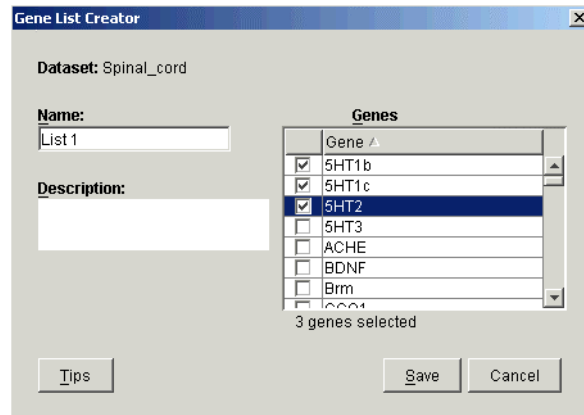 Gene List Creator
Dataset: Spinal_cord
Name:
List 1
Description:
Genes
Gene
5HT1b
5HT1c
5HT2
5HT3
ACHE
BDNF
Brm
3 genes selected
Tips
Save
Cancel